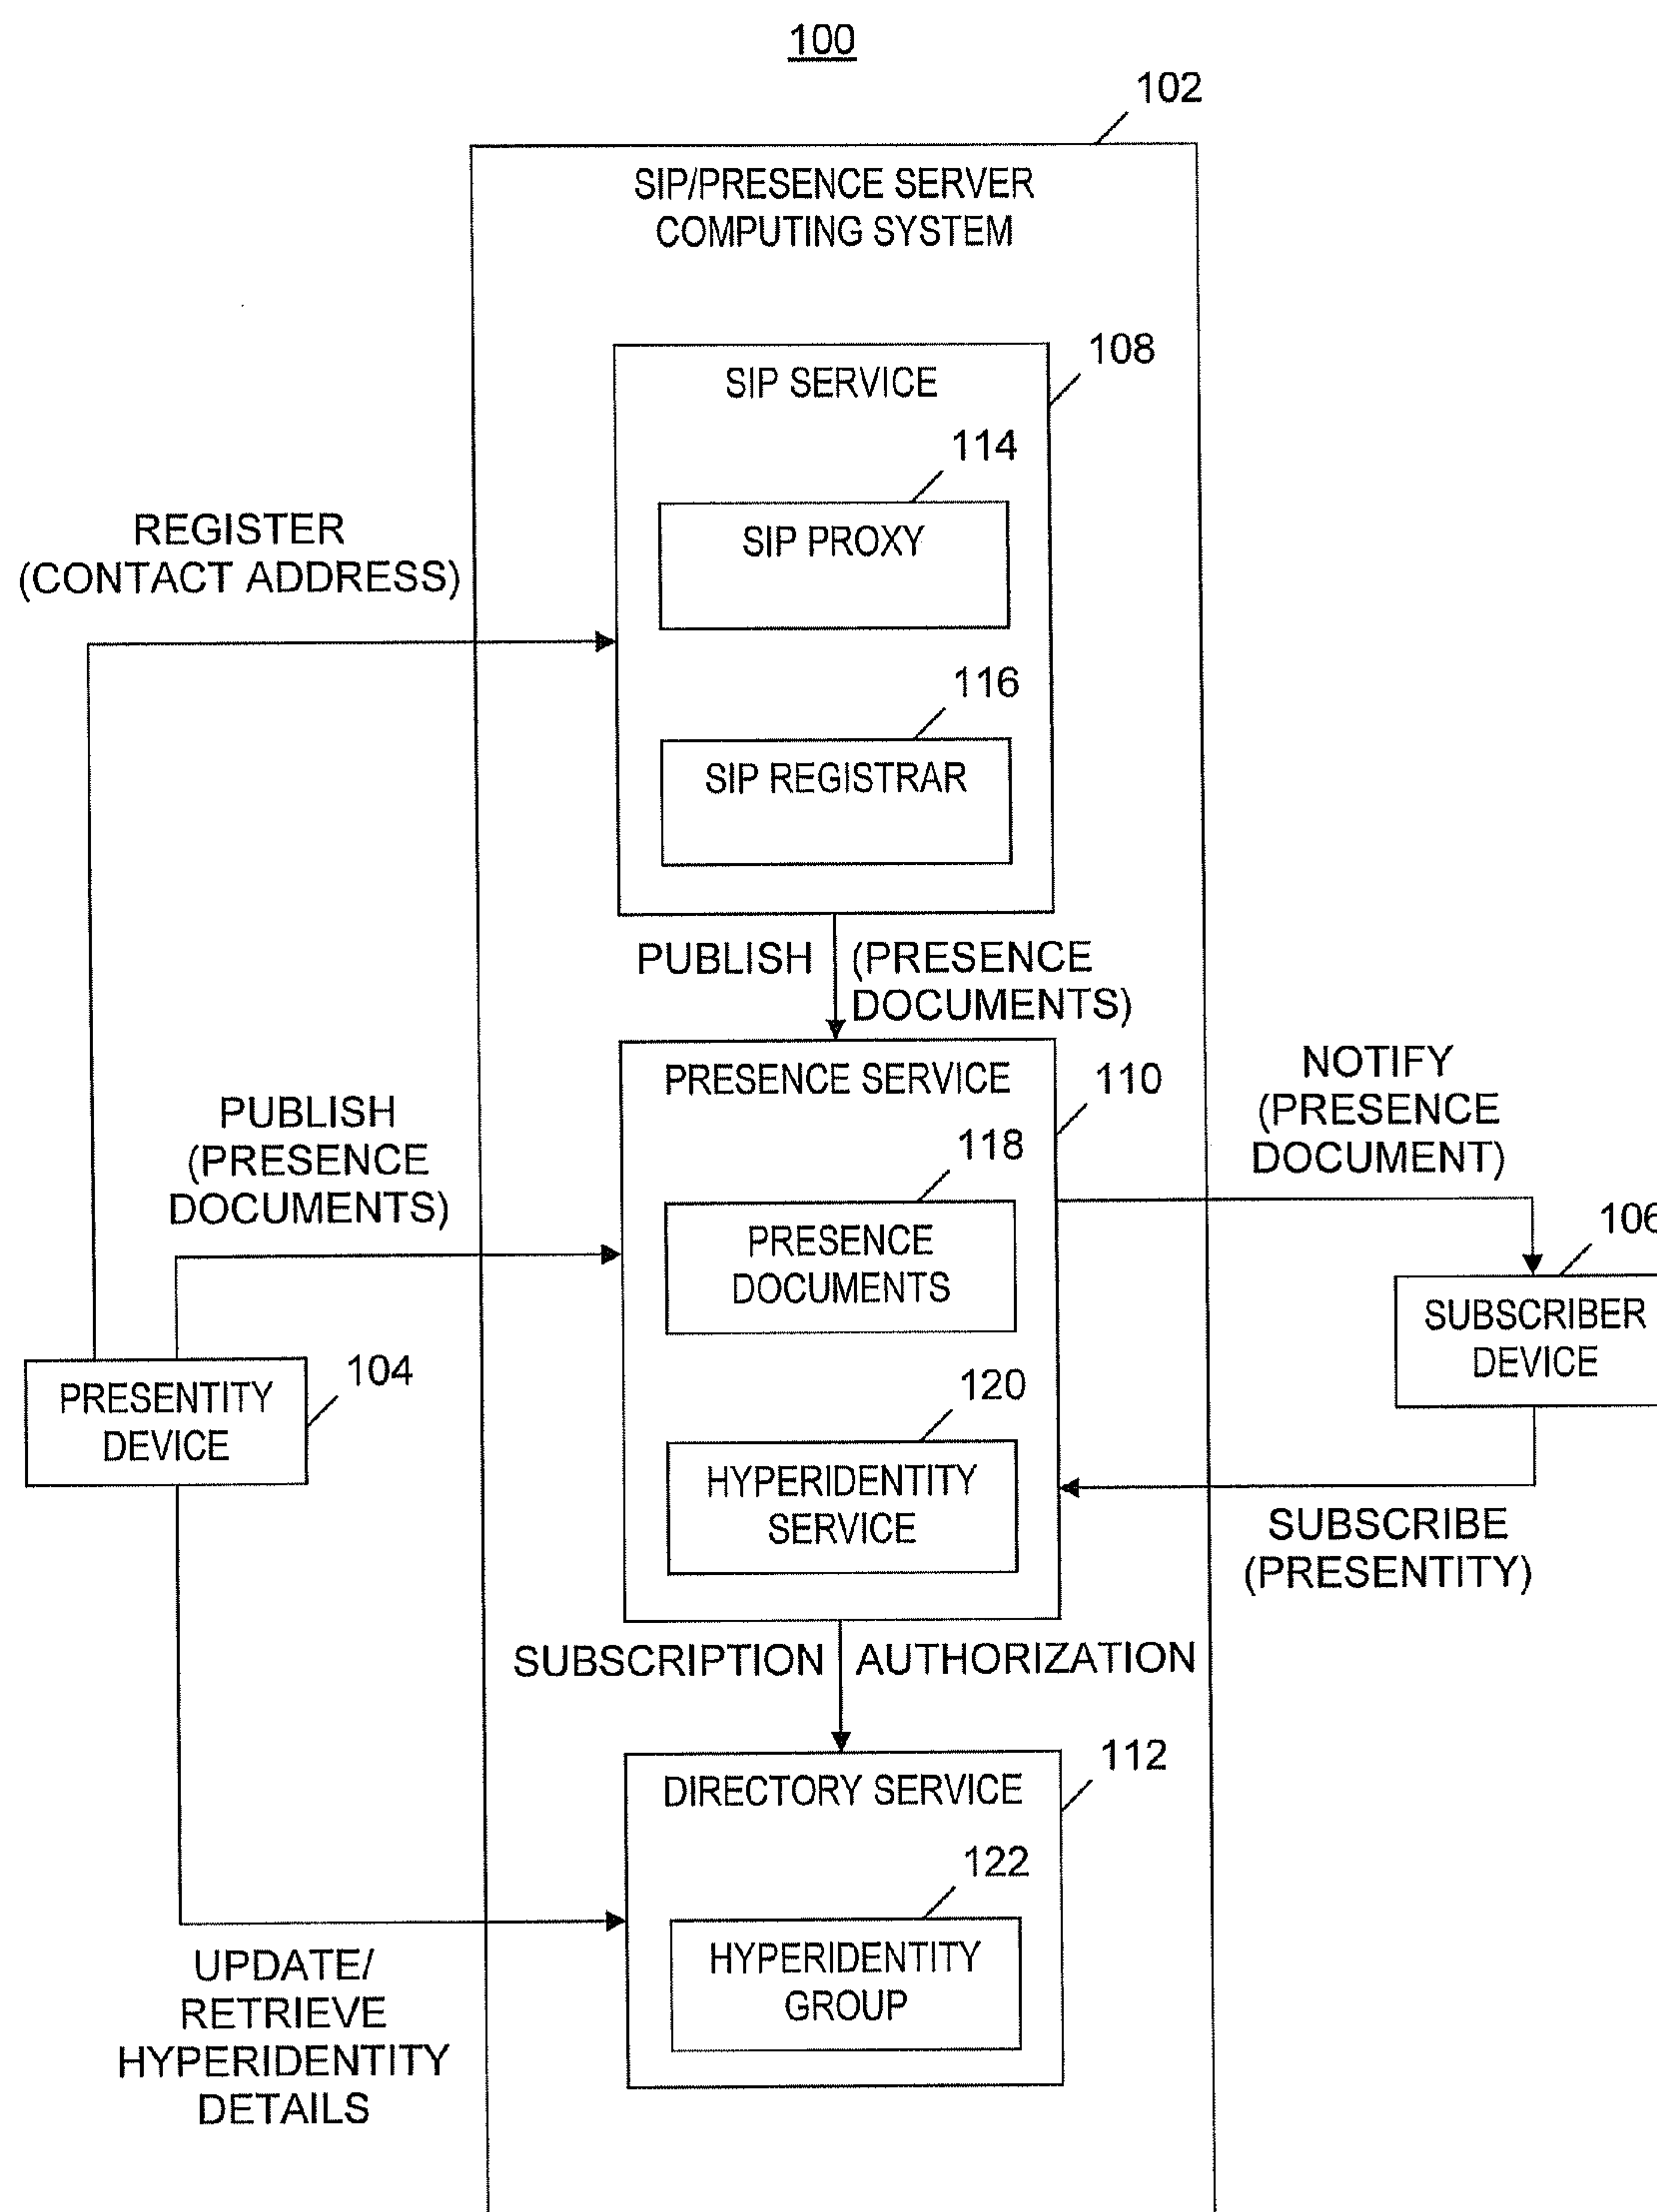 100
102
SIP/PRESENCE SERVER
COMPUTING SYSTEM
108
SIP SERVICE
114
SIP PROXY
REGISTER
(CONTACT ADDRESS)
116
SIP REGISTRAR
PUBLISH (PRESENCE
DOCUMENTS)
PRESENCE SERVICE
110
NOTIFY
(PRESENCE
DOCUMENT)
PUBLISH
(PRESENCE
DOCUMENTS)
118
PRESENCE
DOCUMENTS
106
SUBSCRIBER
DEVICE
104
PRESENTITY
DEVICE
120
HYPERIDENTITY
SERVICE
SUBSCRIBE
(PRESENTITY)
SUBSCRIPTION AUTHORIZATION
112
DIRECTORY SERVICE
122
HYPERIDENTITY
GROUP
UPDATE/
RETRIEVE
HYPERIDENTITY
DETAILS